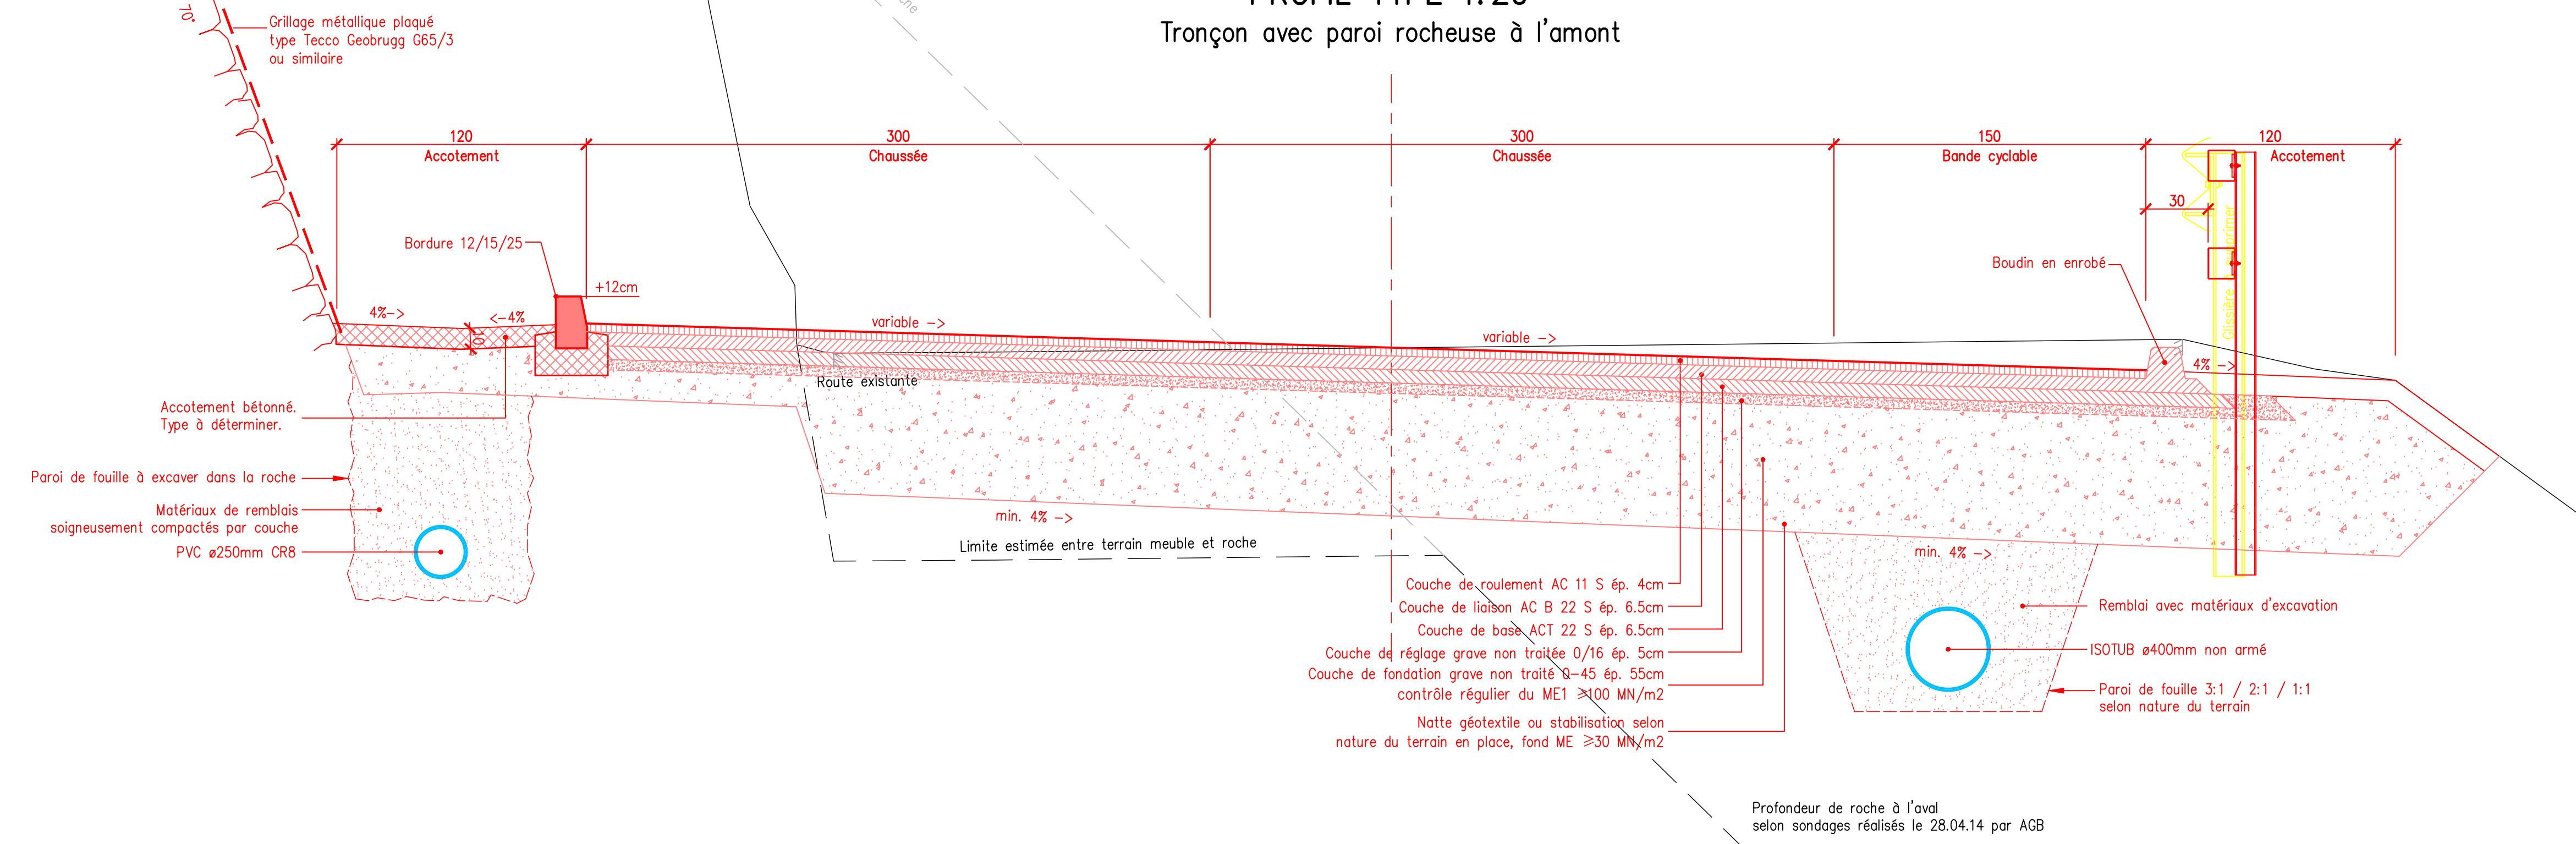 Tronçon avec paroi rocheuse à l'amont
70°
Grillage métallique plaqué
type Tecco Geobrugg G65/3
ou similaire
120
Accotement
300
Chaussée
300
Chaussée
150
Bande cyclable
120
Accotement
30
Bordure 12/15/25
+12cm
Boudin en enrobé
4%->
<-4%
10
variable ->
variable ->
4% ->
Route existante
Accotement bétonné.
Type à déterminer.
Paroi de fouille à excaver dans la roche
Matériaux de remblais
soigneusement compactés par couche
PVC ø250mm CR8
min. 4% ->
Limite estimée entre terrain meuble et roche
min. 4% ->
Couche de roulement AC 11 S ép. 4cm
Couche de liaison AC B 22 S ép. 6.5cm
Couche de base ACT 22 S ép. 6.5cm
Couche de réglage grave non traitée 0/16 ép. 5cm
Couche de fondation grave non traité 0-45 ép. 55cm
contrôle régulier du ME1 ≥100 MN/m2
Natte géotextile ou stabilisation selon
nature du terrain en place, fond ME ≥30 MN/m2
Remblai avec matériaux d'excavation
ISOTUB ø400mm non armé
Paroi de fouille 3:1 / 2:1 / 1:1
selon nature du terrain
Profondeur de roche à l'aval
selon sondages réalisés le 28.04.14 par AGB